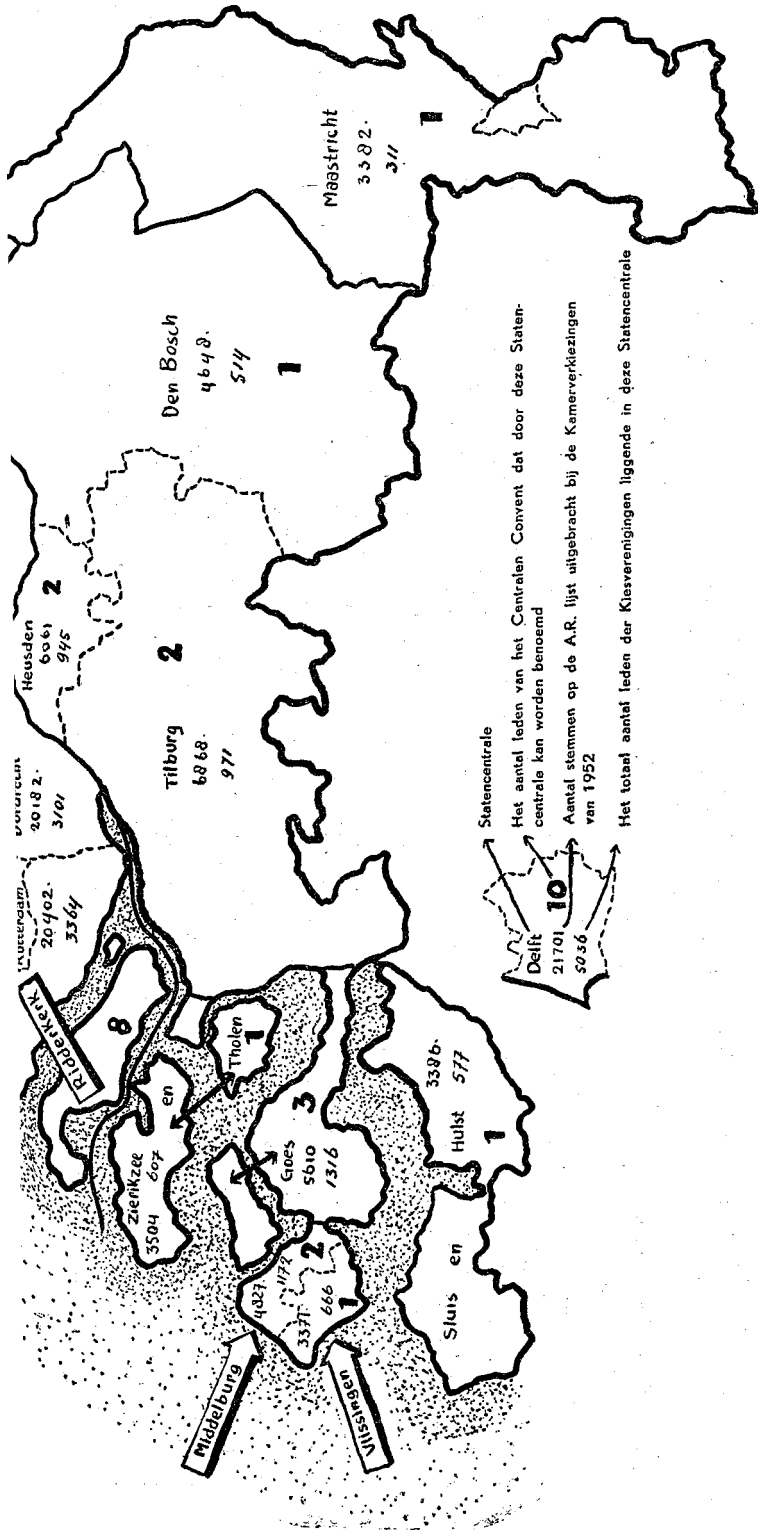 Maastricht
3382.
311
1
Den Bosch
4648.
514
1
Heusden
6061
945
2
Tilburg
6868.
971
2
Dordrecht
20182.
3101
Rotterdam
20402.
3364
Ridderkerk
8
Zierikzee en
3504 607
Tholen
1
Goes
5610
1316
3
Middelburg
4027 1172
2
Vlissingen
3371
666
1
Sluis en
Hulst
3386.
577
1
Delft
21701
5036
10
Statencentrale
Het aantal leden van het Centralen Convent dat door deze Staten-
centrale kan worden benoemd
Aantal stemmen op de A.R. lijst uitgebracht bij de Kamerverkiezingen
van 1952
Het totaal aantal leden der Kiesverenigingen liggende in deze Statencentrale